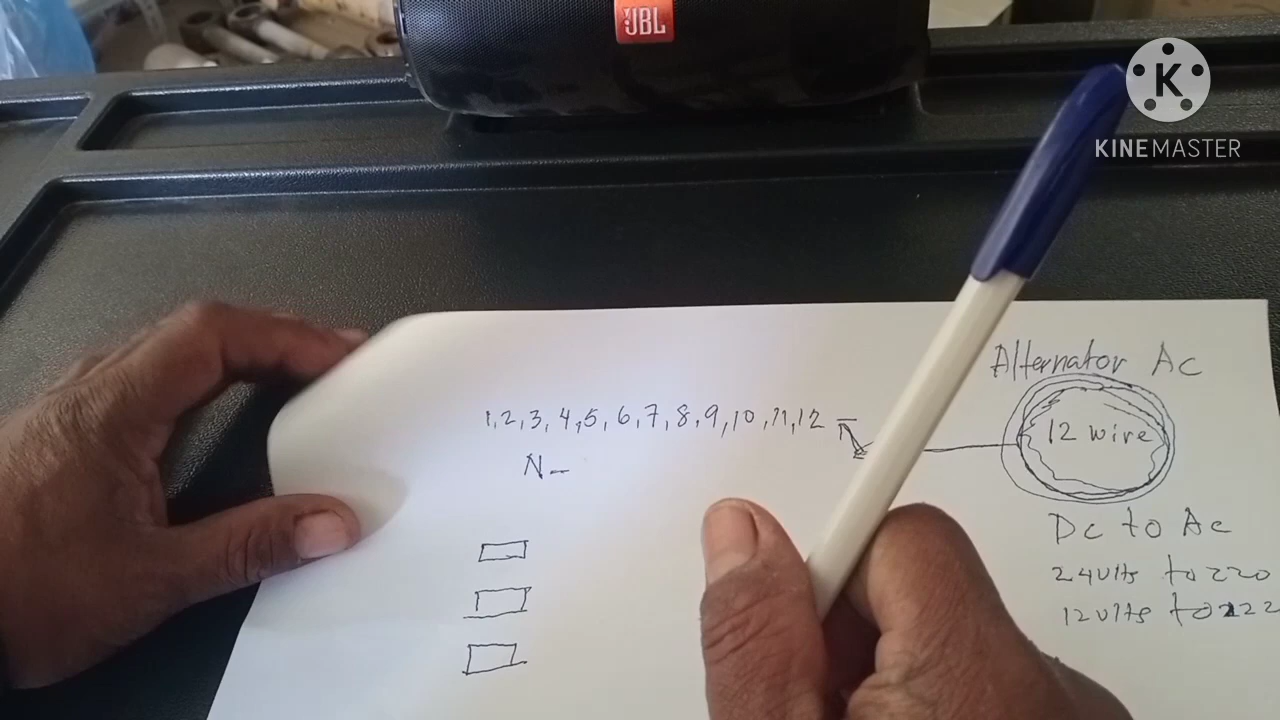 JBL
K
KINEMASTER
Alternator Ac
1,2,3,4,5,6,7,8,9,10,11,12
12 wire
N-
Dc to Ac
24Vlts to 220
12Vlts to 222